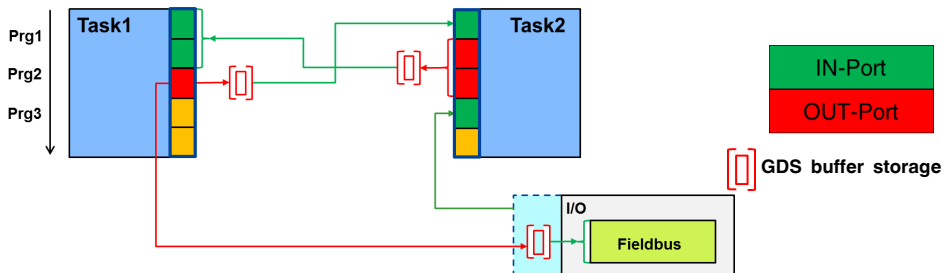 Prg1
Prg2
Prg3
Task1
Task2
IN-Port
OUT-Port
GDS buffer storage
I/O
Fieldbus